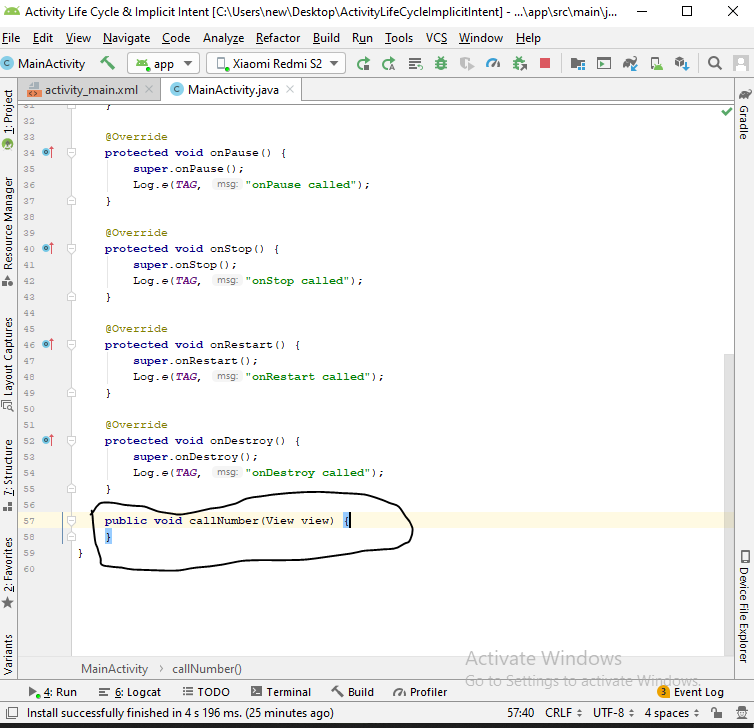 Activity Life Cycle & Implicit Intent [C:\Users\new\Desktop\ActivityLifeCycleImplicitIntent] - ...\app\src\main\j...
File Edit View Navigate Code Analyze Refactor Build Run Tools VCS Window Help
MainActivity app Xiaomi Redmi S2
activity_main.xml MainActivity.java
31 }
32
33 @Override
34 protected void onPause() {
35 super.onPause();
36 Log.e(TAG, msg: "onPause called");
37 }
38
39 @Override
40 protected void onStop() {
41 super.onStop();
42 Log.e(TAG, msg: "onStop called");
43 }
44
45 @Override
46 protected void onRestart() {
47 super.onRestart();
48 Log.e(TAG, msg: "onRestart called");
49 }
50
51 @Override
52 protected void onDestroy() {
53 super.onDestroy();
54 Log.e(TAG, msg: "onDestroy called");
55 }
56
57 public void callNumber(View view) {
58 }
59 }
60
1: Project
Resource Manager
Layout Captures
7: Structure
2: Favorites
Variants
Gradle
Device File Explorer
MainActivity > callNumber()
Activate Windows
Go to Settings to activate Windows.
4: Run 6: Logcat TODO Terminal Build Profiler 3 Event Log
Install successfully finished in 4 s 196 ms. (25 minutes ago) 57:40 CRLF UTF-8 4 spaces